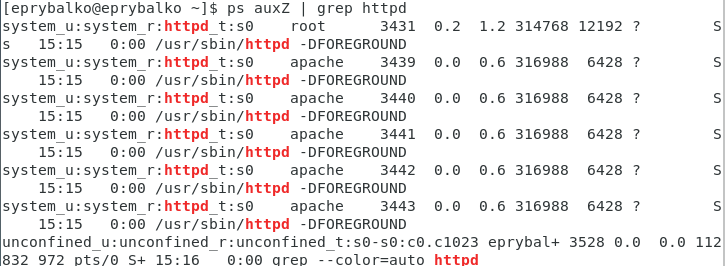 [eprybalko@eprybalko ~]$ ps auxZ | grep httpd
system_u:system_r:httpd_t:s0    root      3431  0.2  1.2 314768 12192 ?        S
s   15:15   0:00 /usr/sbin/httpd -DFOREGROUND
system_u:system_r:httpd_t:s0    apache    3439  0.0  0.6 316988  6428 ?        S
    15:15   0:00 /usr/sbin/httpd -DFOREGROUND
system_u:system_r:httpd_t:s0    apache    3440  0.0  0.6 316988  6428 ?        S
    15:15   0:00 /usr/sbin/httpd -DFOREGROUND
system_u:system_r:httpd_t:s0    apache    3441  0.0  0.6 316988  6428 ?        S
    15:15   0:00 /usr/sbin/httpd -DFOREGROUND
system_u:system_r:httpd_t:s0    apache    3442  0.0  0.6 316988  6428 ?        S
    15:15   0:00 /usr/sbin/httpd -DFOREGROUND
system_u:system_r:httpd_t:s0    apache    3443  0.0  0.6 316988  6428 ?        S
    15:15   0:00 /usr/sbin/httpd -DFOREGROUND
unconfined_u:unconfined_r:unconfined_t:s0-s0:c0.c1023 eprybal+ 3528 0.0  0.0 112
832 972 pts/0 S+ 15:16   0:00 grep --color=auto httpd